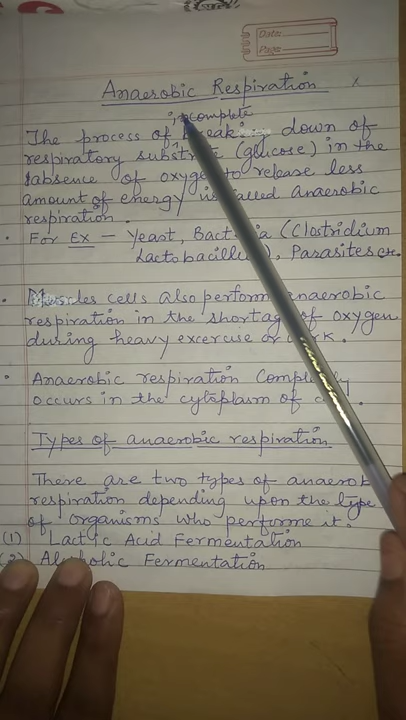 Date:
Page:
Anaerobic Respiration x
incomplete
The process of break down of
respiratory substrate (glucose) in the
absence of oxygen to release less
amount of energy is called anaerobic
respiration.
• For Ex - Yeast, Bacteria (Clostridium
Lactobacillus), Parasites etc.
• Muscles cells also perform anaerobic
respiration in the shortage of oxygen
during heavy excercise or work.
• Anaerobic respiration Completely
occurs in the cytoplasm of
Types of anaerobic respiration
There are two types of anaerob
respiration depending upon the type
of organisms who performe it.
(1) Lactic Acid Fermentation
(2) Alcoholic Fermentation